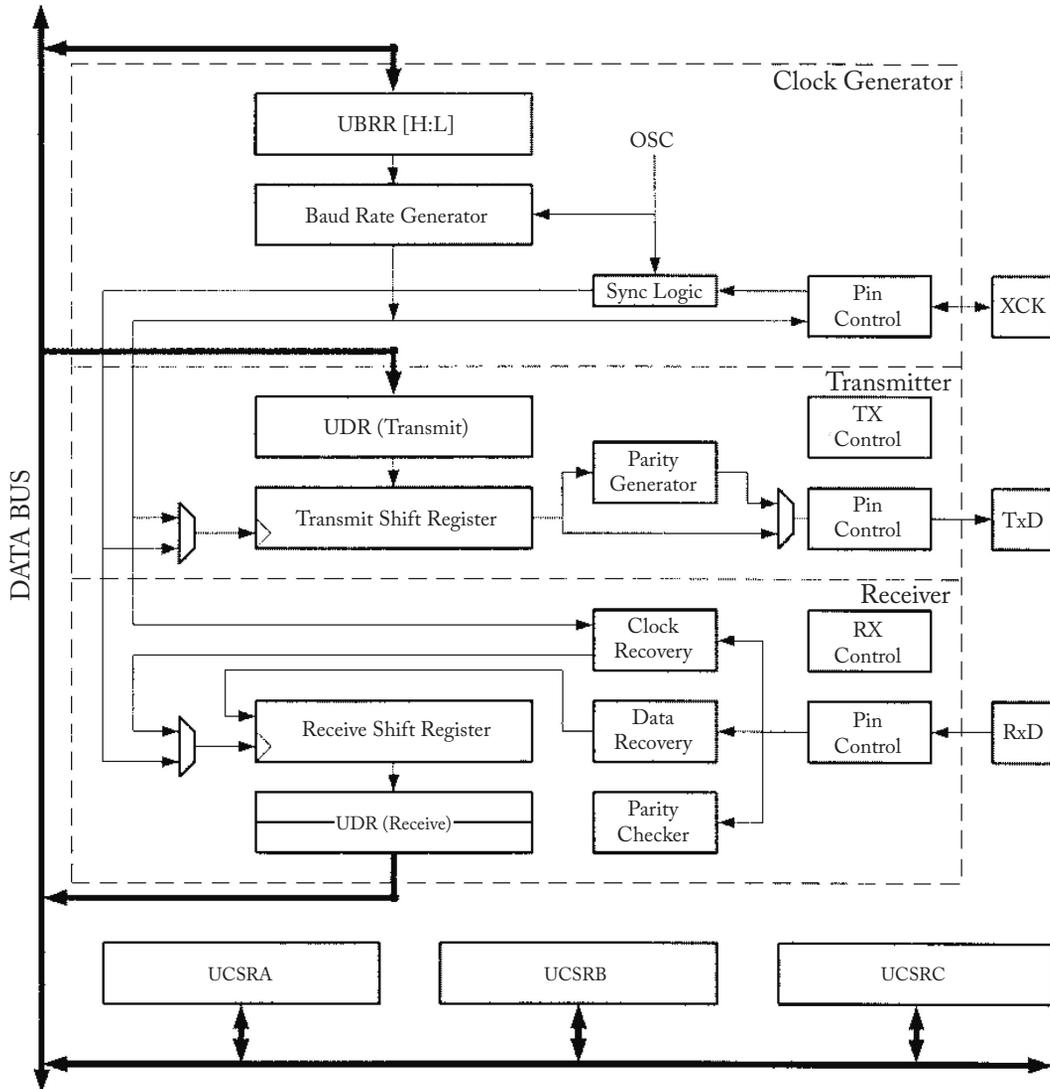 Clock Generator
UBRR [H:L]
OSC
Baud Rate Generator
Sync Logic
Pin
Control
XCK
Transmitter
UDR (Transmit)
TX
Control
Parity
Generator
Transmit Shift Register
Pin
Control
TxD
DATA BUS
Receiver
Clock
Recovery
RX
Control
Receive Shift Register
Data
Recovery
Pin
Control
RxD
UDR (Receive)
Parity
Checker
UCSRA
UCSRB
UCSRC